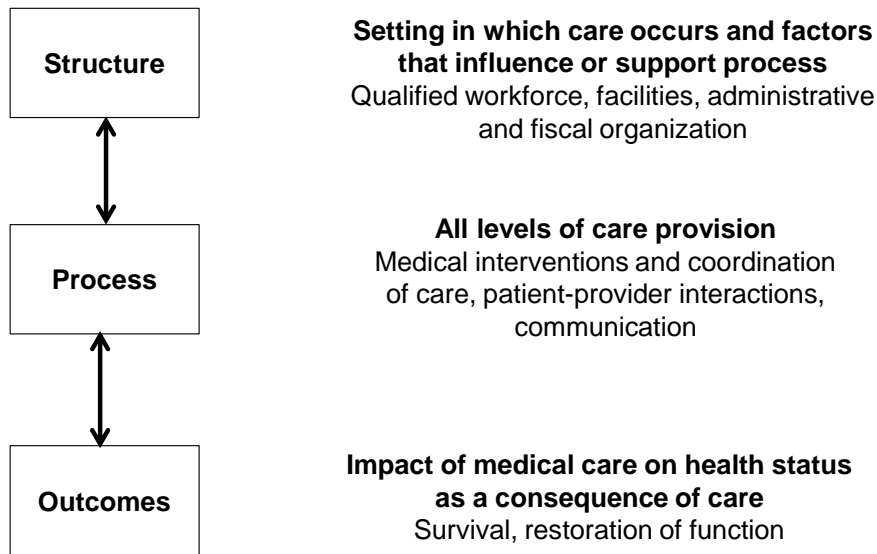 Structure
Setting in which care occurs and factors
that influence or support process
Qualified workforce, facilities, administrative
and fiscal organization
Process
All levels of care provision
Medical interventions and coordination
of care, patient-provider interactions,
communication
Outcomes
Impact of medical care on health status
as a consequence of care
Survival, restoration of function